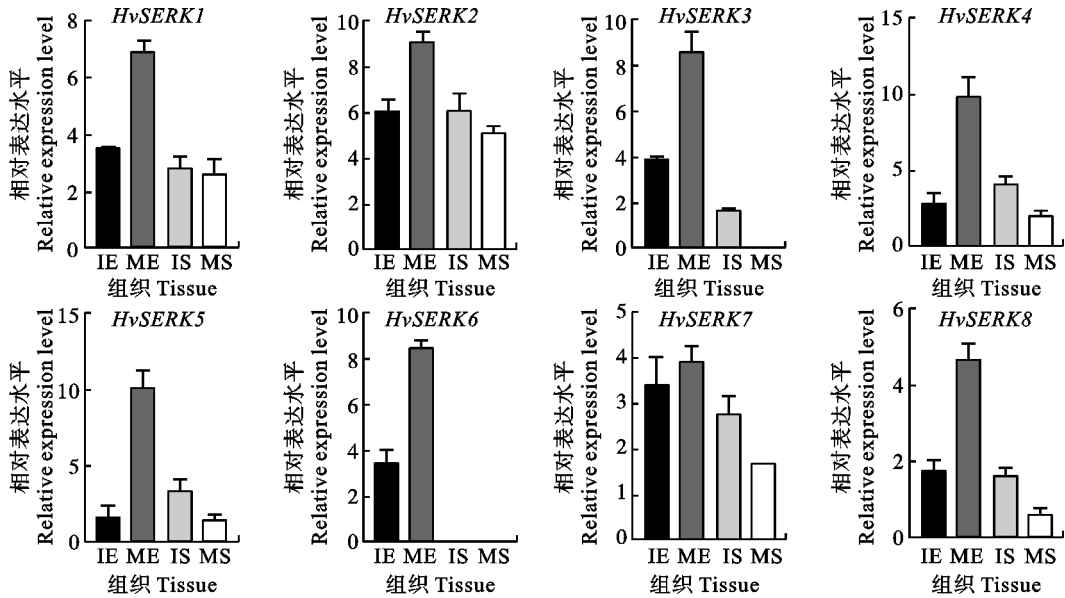 HvSERK1
相对表达水平
Relative expression level
8
6
4
2
0
IE ME IS MS
组织 Tissue
HvSERK2
相对表达水平
Relative expression level
10
8
6
4
2
0
IE ME IS MS
组织 Tissue
HvSERK3
相对表达水平
Relative expression level
10
8
6
4
2
0
IE ME IS MS
组织 Tissue
HvSERK4
相对表达水平
Relative expression level
15
10
5
0
IE ME IS MS
组织 Tissue
HvSERK5
相对表达水平
Relative expression level
15
10
5
0
IE ME IS MS
组织 Tissue
HvSERK6
相对表达水平
Relative expression level
10
8
6
4
2
0
IE ME IS MS
组织 Tissue
HvSERK7
相对表达水平
Relative expression level
5
4
3
2
1
0
IE ME IS MS
组织 Tissue
HvSERK8
相对表达水平
Relative expression level
6
4
2
0
IE ME IS MS
组织 Tissue